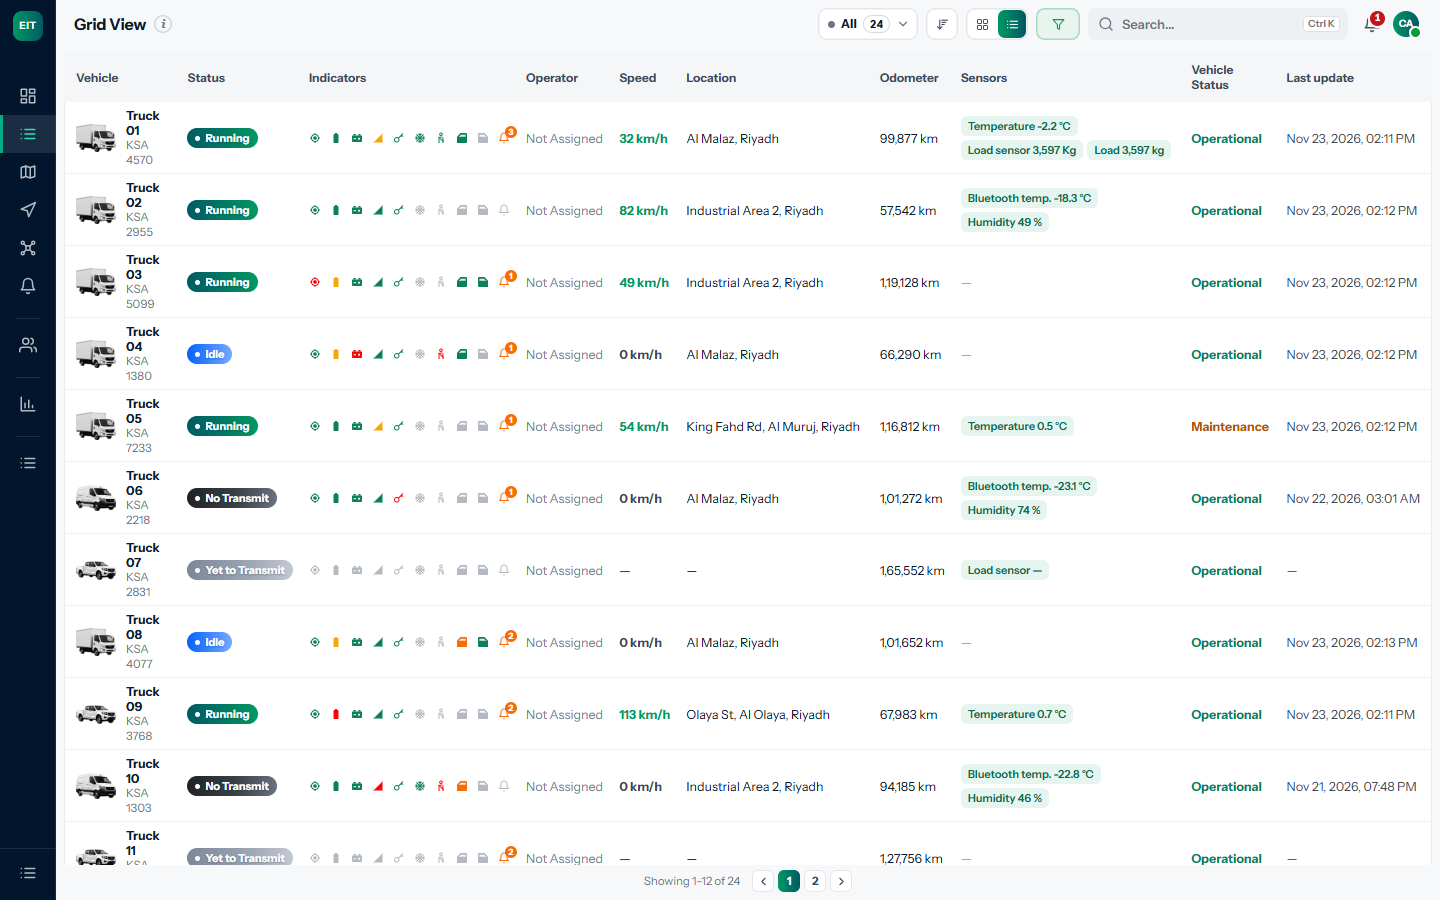 EIT
Grid View
i
All 24
Search...
Ctrl K
1
CA
Vehicle Status Indicators Operator Speed Location Odometer Sensors Vehicle Status Last update
Truck 01
KSA 4570
Running
3
Not Assigned
32 km/h
Al Malaz, Riyadh
99,877 km
Temperature -2.2 °C
Load sensor 3,597 Kg
Load 3,597 kg
Operational
Nov 23, 2026, 02:11 PM
Truck 02
KSA 2955
Running
Not Assigned
82 km/h
Industrial Area 2, Riyadh
57,542 km
Bluetooth temp. -18.3 °C
Humidity 49 %
Operational
Nov 23, 2026, 02:12 PM
Truck 03
KSA 5099
Running
1
Not Assigned
49 km/h
Industrial Area 2, Riyadh
1,19,128 km
—
Operational
Nov 23, 2026, 02:12 PM
Truck 04
KSA 1380
Idle
1
Not Assigned
0 km/h
Al Malaz, Riyadh
66,290 km
—
Operational
Nov 23, 2026, 02:12 PM
Truck 05
KSA 7233
Running
1
Not Assigned
54 km/h
King Fahd Rd, Al Muruj, Riyadh
1,16,812 km
Temperature 0.5 °C
Maintenance
Nov 23, 2026, 02:12 PM
Truck 06
KSA 2218
No Transmit
1
Not Assigned
0 km/h
Al Malaz, Riyadh
1,01,272 km
Bluetooth temp. -23.1 °C
Humidity 74 %
Operational
Nov 22, 2026, 03:01 AM
Truck 07
KSA 2831
Yet to Transmit
Not Assigned
—
—
1,65,552 km
Load sensor —
Operational
—
Truck 08
KSA 4077
Idle
2
Not Assigned
0 km/h
Al Malaz, Riyadh
1,01,652 km
—
Operational
Nov 23, 2026, 02:13 PM
Truck 09
KSA 3768
Running
2
Not Assigned
113 km/h
Olaya St, Al Olaya, Riyadh
67,983 km
Temperature 0.7 °C
Operational
Nov 23, 2026, 02:11 PM
Truck 10
KSA 1303
No Transmit
Not Assigned
0 km/h
Industrial Area 2, Riyadh
94,185 km
Bluetooth temp. -22.8 °C
Humidity 46 %
Operational
Nov 21, 2026, 07:48 PM
Truck 11
KSA
Yet to Transmit
2
Not Assigned
—
—
1,27,756 km
—
Operational
—
Showing 1–12 of 24
1
2